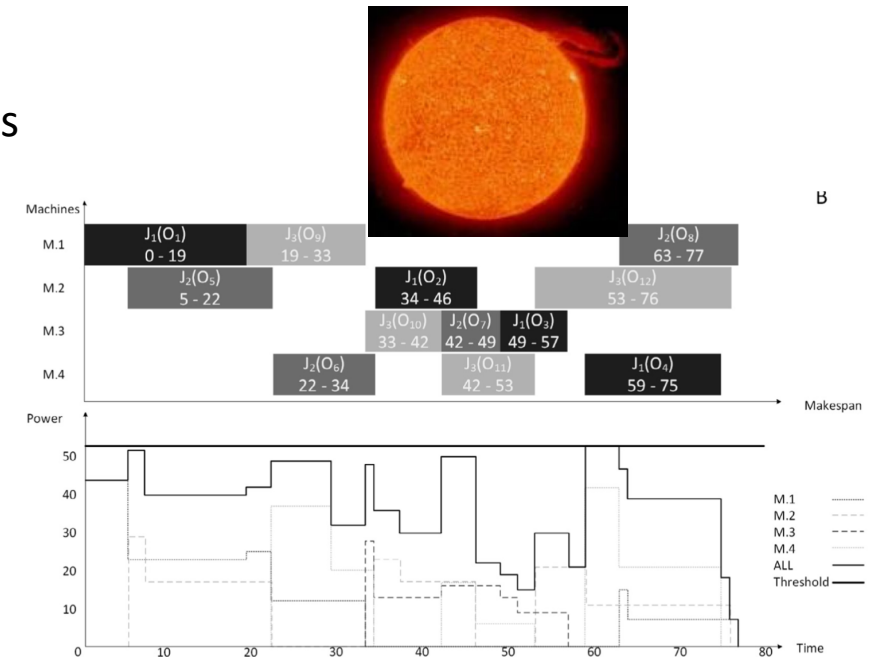 s
B
Machines
M.1
J₁(O₁)
0 - 19
J₃(O₉)
19 - 33
J₂(O₈)
63 - 77
M.2
J₂(O₅)
5 - 22
J₁(O₂)
34 - 46
J₃(O₁₂)
53 - 76
M.3
J₃(O₁₀)
33 - 42
J₂(O₇)
42 - 49
J₁(O₃)
49 - 57
M.4
J₂(O₆)
22 - 34
J₃(O₁₁)
42 - 53
J₁(O₄)
59 - 75
Makespan
Power
50
40
30
20
10
M.1
M.2
M.3
M.4
ALL
Threshold
0 10 20 30 40 50 60 70 80 Time